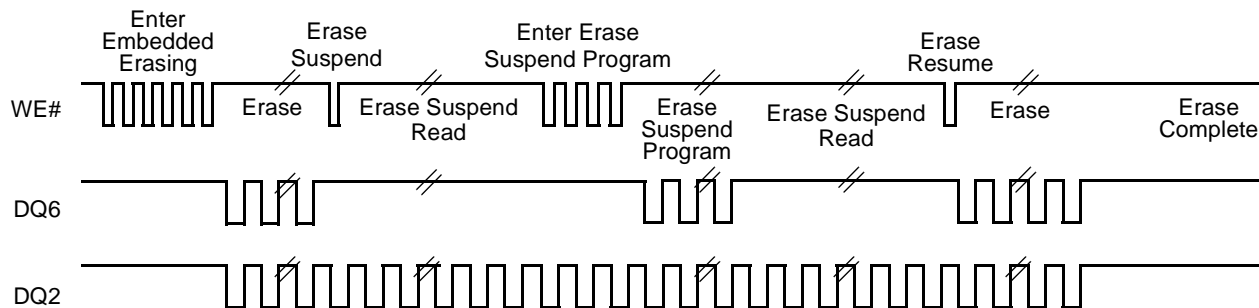 Enter
Embedded
Erasing
Erase
Suspend
Enter Erase
Suspend Program
Erase
Resume
WE#
Erase
Erase Suspend
Read
Erase
Suspend
Program
Erase Suspend
Read
Erase
Erase
Complete
DQ6
DQ2